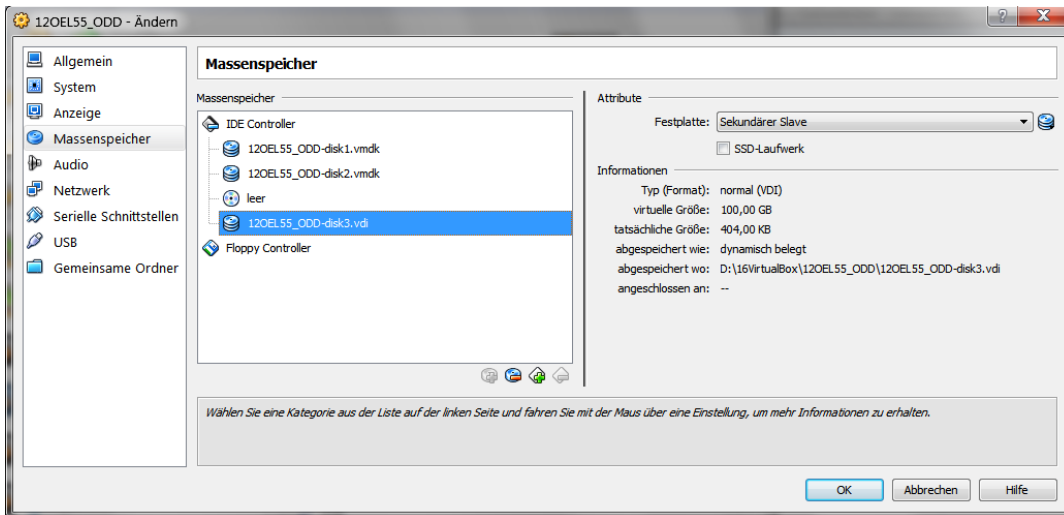 12OEL55_ODD - Ändern
Allgemein
System
Anzeige
Massenspeicher
Audio
Netzwerk
Serielle Schnittstellen
USB
Gemeinsame Ordner
Massenspeicher
Massenspeicher
IDE Controller
12OEL55_ODD-disk1.vmdk
12OEL55_ODD-disk2.vmdk
leer
12OEL55_ODD-disk3.vdi
Floppy Controller
Attribute
Festplatte: Sekundärer Slave
SSD-Laufwerk
Informationen
Typ (Format): normal (VDI)
virtuelle Größe: 100,00 GB
tatsächliche Größe: 404,00 KB
abgespeichert wie: dynamisch belegt
abgespeichert wo: D:\16VirtualBox\12OEL55_ODD\12OEL55_ODD-disk3.vdi
angeschlossen an: --
Wählen Sie eine Kategorie aus der Liste auf der linken Seite und fahren Sie mit der Maus über eine Einstellung, um mehr Informationen zu erhalten.
OK Abbrechen Hilfe